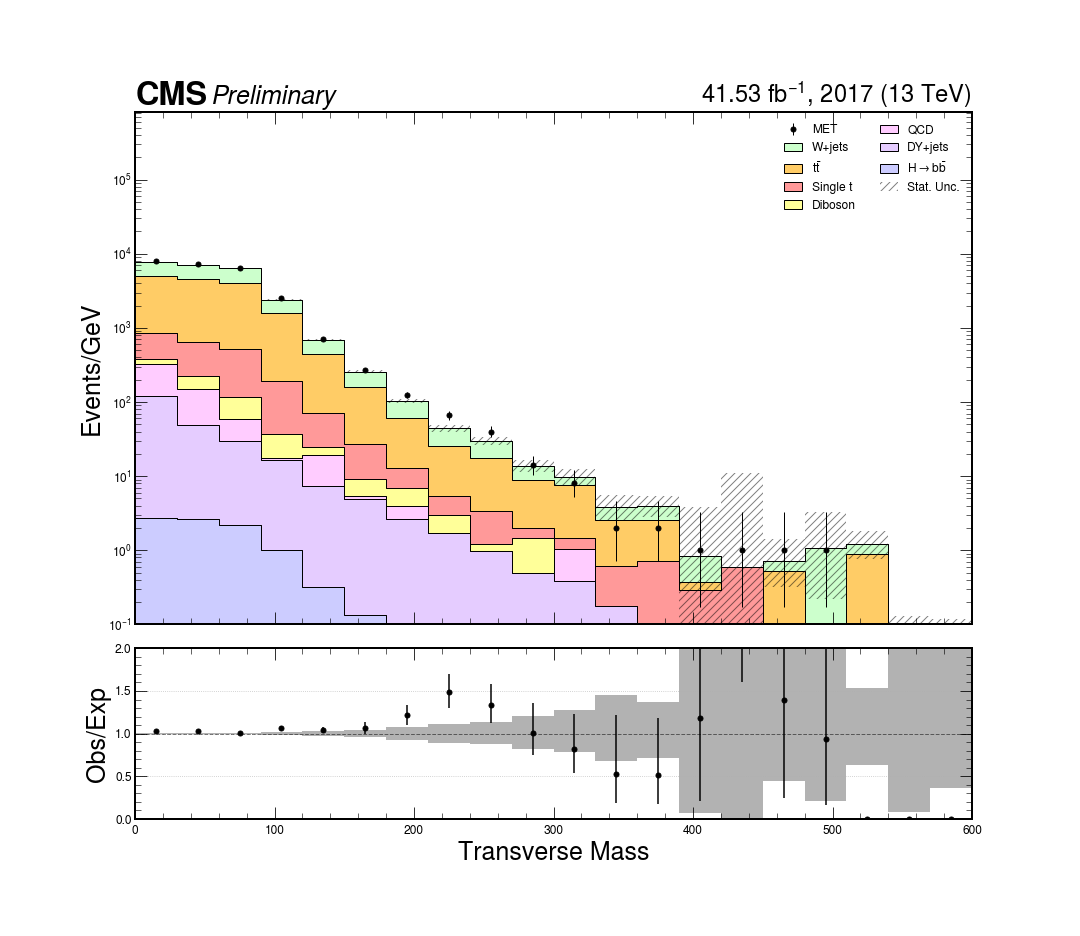 CMS Preliminary 41.53 fb⁻¹, 2017 (13 TeV)
MET QCD
W+jets DY+jets
tt̄ H→bb̄
Single t Stat. Unc.
Diboson
Events/GeV
10⁵
10⁴
10³
10²
10¹
10⁰
10⁻¹
Obs/Exp
2.0
1.5
1.0
0.5
0.0
0 100 200 300 400 500 600
Transverse Mass